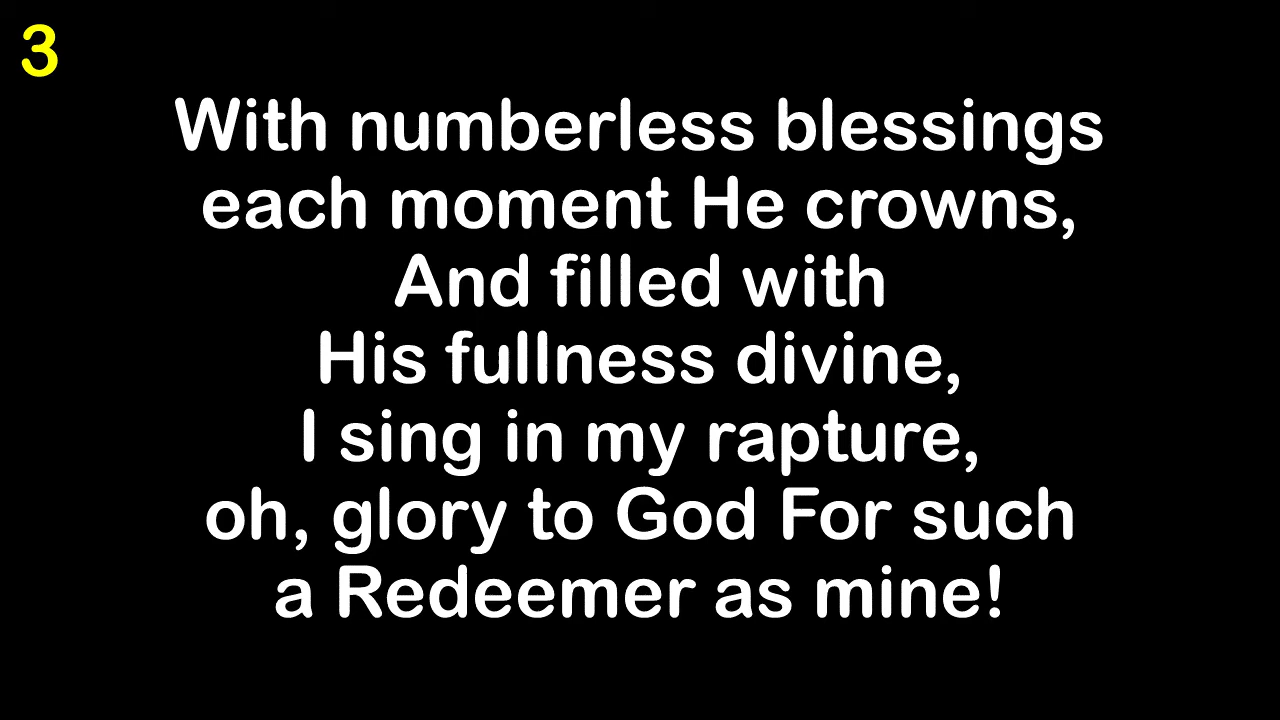 3
With numberless blessings
each moment He crowns,
And filled with
His fullness divine,
I sing in my rapture,
oh, glory to God For such
a Redeemer as mine!